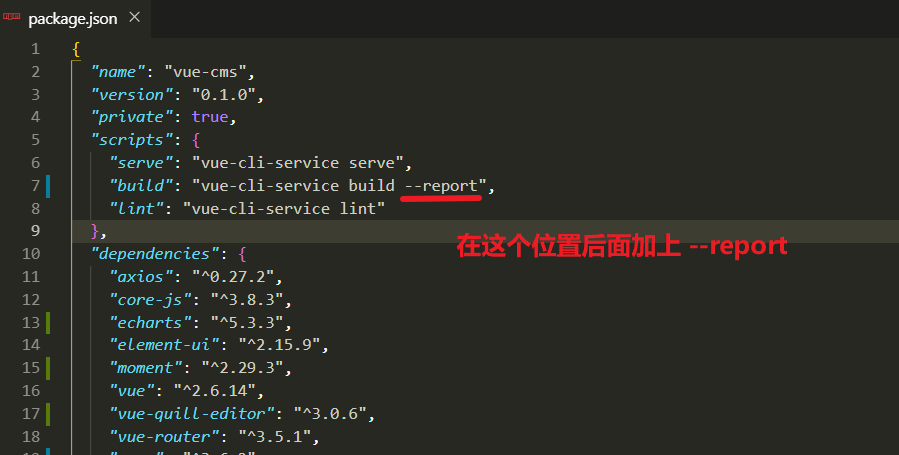 package.json
1 {
2 "name": "vue-cms",
3 "version": "0.1.0",
4 "private": true,
5 "scripts": {
6 "serve": "vue-cli-service serve",
7 "build": "vue-cli-service build --report",
8 "lint": "vue-cli-service lint"
9 },
在这个位置后面加上 --report
10 "dependencies": {
11 "axios": "^0.27.2",
12 "core-js": "^3.8.3",
13 "echarts": "^5.3.3",
14 "element-ui": "^2.15.9",
15 "moment": "^2.29.3",
16 "vue": "^2.6.14",
17 "vue-quill-editor": "^3.0.6",
18 "vue-router": "^3.5.1",